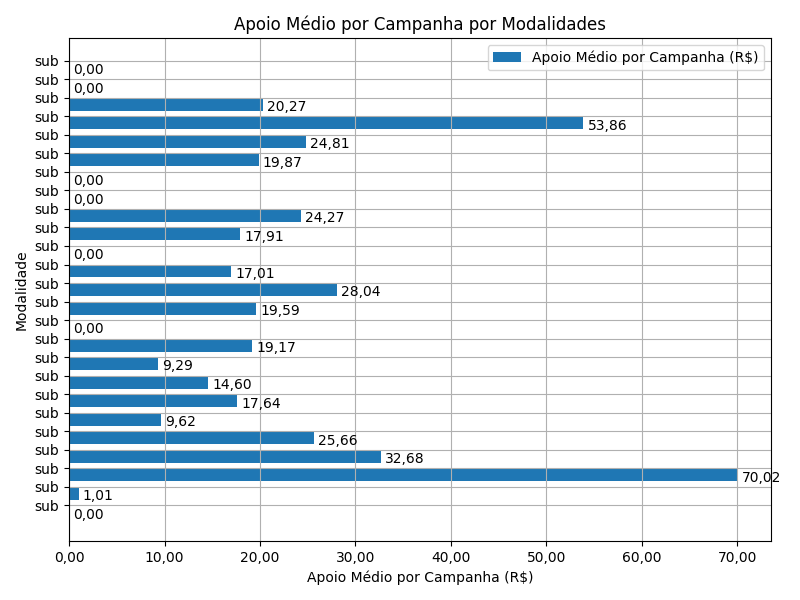 Apoio Médio por Campanha por Modalidades
Apoio Médio por Campanha (R$)
Modalidade
sub
0,00
sub
0,00
sub
20,27
sub
53,86
sub
24,81
sub
19,87
sub
0,00
sub
0,00
sub
24,27
sub
17,91
sub
0,00
sub
17,01
sub
28,04
sub
19,59
sub
0,00
sub
19,17
sub
9,29
sub
14,60
sub
17,64
sub
9,62
sub
25,66
sub
32,68
sub
70,02
sub
1,01
sub
0,00
0,00 10,00 20,00 30,00 40,00 50,00 60,00 70,00
Apoio Médio por Campanha (R$)